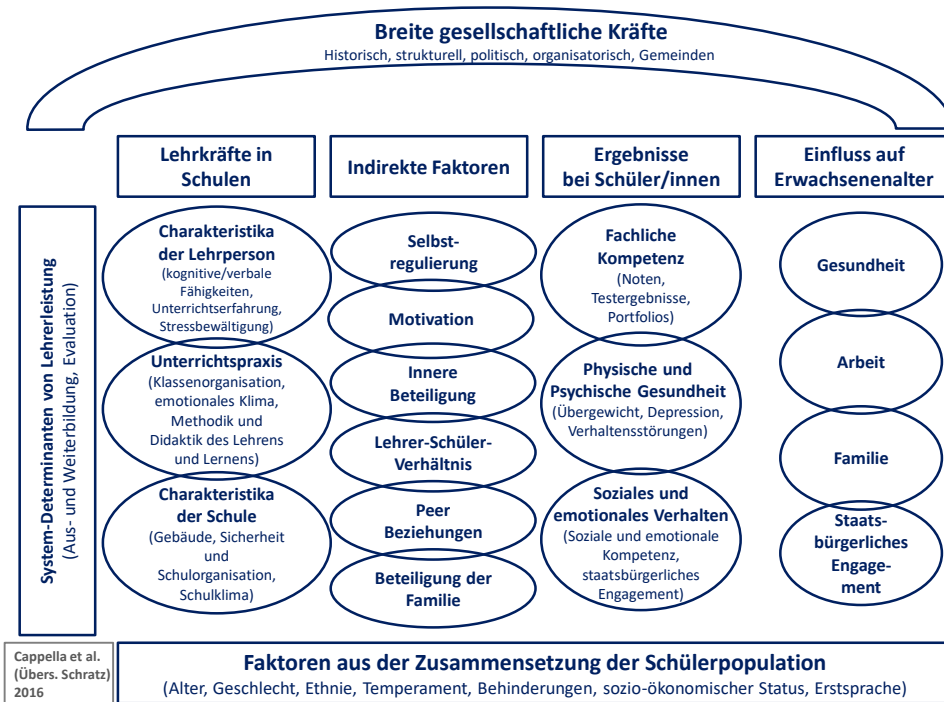 Breite gesellschaftliche Kräfte
Historisch, strukturell, politisch, organisatorisch, Gemeinden
Lehrkräfte in
Schulen
Indirekte Faktoren
Ergebnisse
bei Schüler/innen
Einfluss auf
Erwachsenenalter
System-Determinanten von Lehrerleistung
(Aus- und Weiterbildung, Evaluation)
Charakteristika
der Lehrperson
(kognitive/verbale
Fähigkeiten,
Unterrichtserfahrung,
Stressbewältigung)
Unterrichtspraxis
(Klassenorganisation,
emotionales Klima,
Methodik und
Didaktik des Lehrens
und Lernens)
Charakteristika
der Schule
(Gebäude, Sicherheit
und
Schulorganisation,
Schulklima)
Selbst-
regulierung
Motivation
Innere
Beteiligung
Lehrer-Schüler-
Verhältnis
Peer
Beziehungen
Beteiligung der
Familie
Fachliche
Kompetenz
(Noten,
Testergebnisse,
Portfolios)
Physische und
Psychische Gesundheit
(Übergewicht, Depression,
Verhaltensstörungen)
Soziales und
emotionales Verhalten
(Soziale und emotionale
Kompetenz,
staatsbürgerliches
Engagement)
Gesundheit
Arbeit
Familie
Staats-
bürgerliches
Engage-
ment
Cappella et al.
(Übers. Schratz)
2016
Faktoren aus der Zusammensetzung der Schülerpopulation
(Alter, Geschlecht, Ethnie, Temperament, Behinderungen, sozio-ökonomischer Status, Erstsprache)